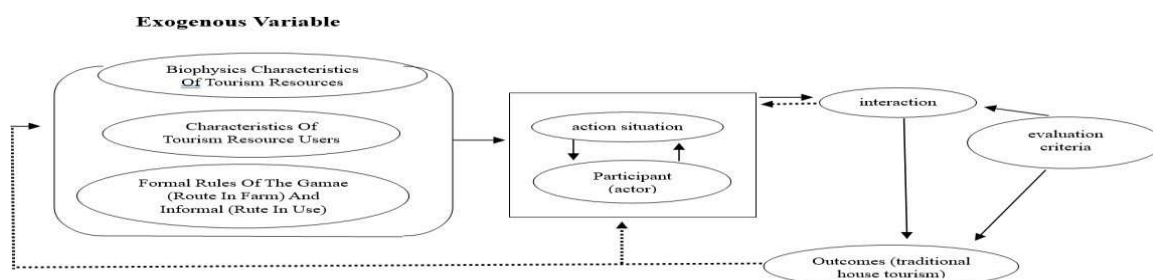 Exogenous Variable
Biophysics Characteristics
Of Tourism Resources
Characteristics Of
Tourism Resource Users
Formal Rules Of The Gamae
(Route In Farm) And
Informal (Rute In Use)
action situation
Participant
(actor)
interaction
evaluation
criteria
Outcomes (traditional
house tourism)